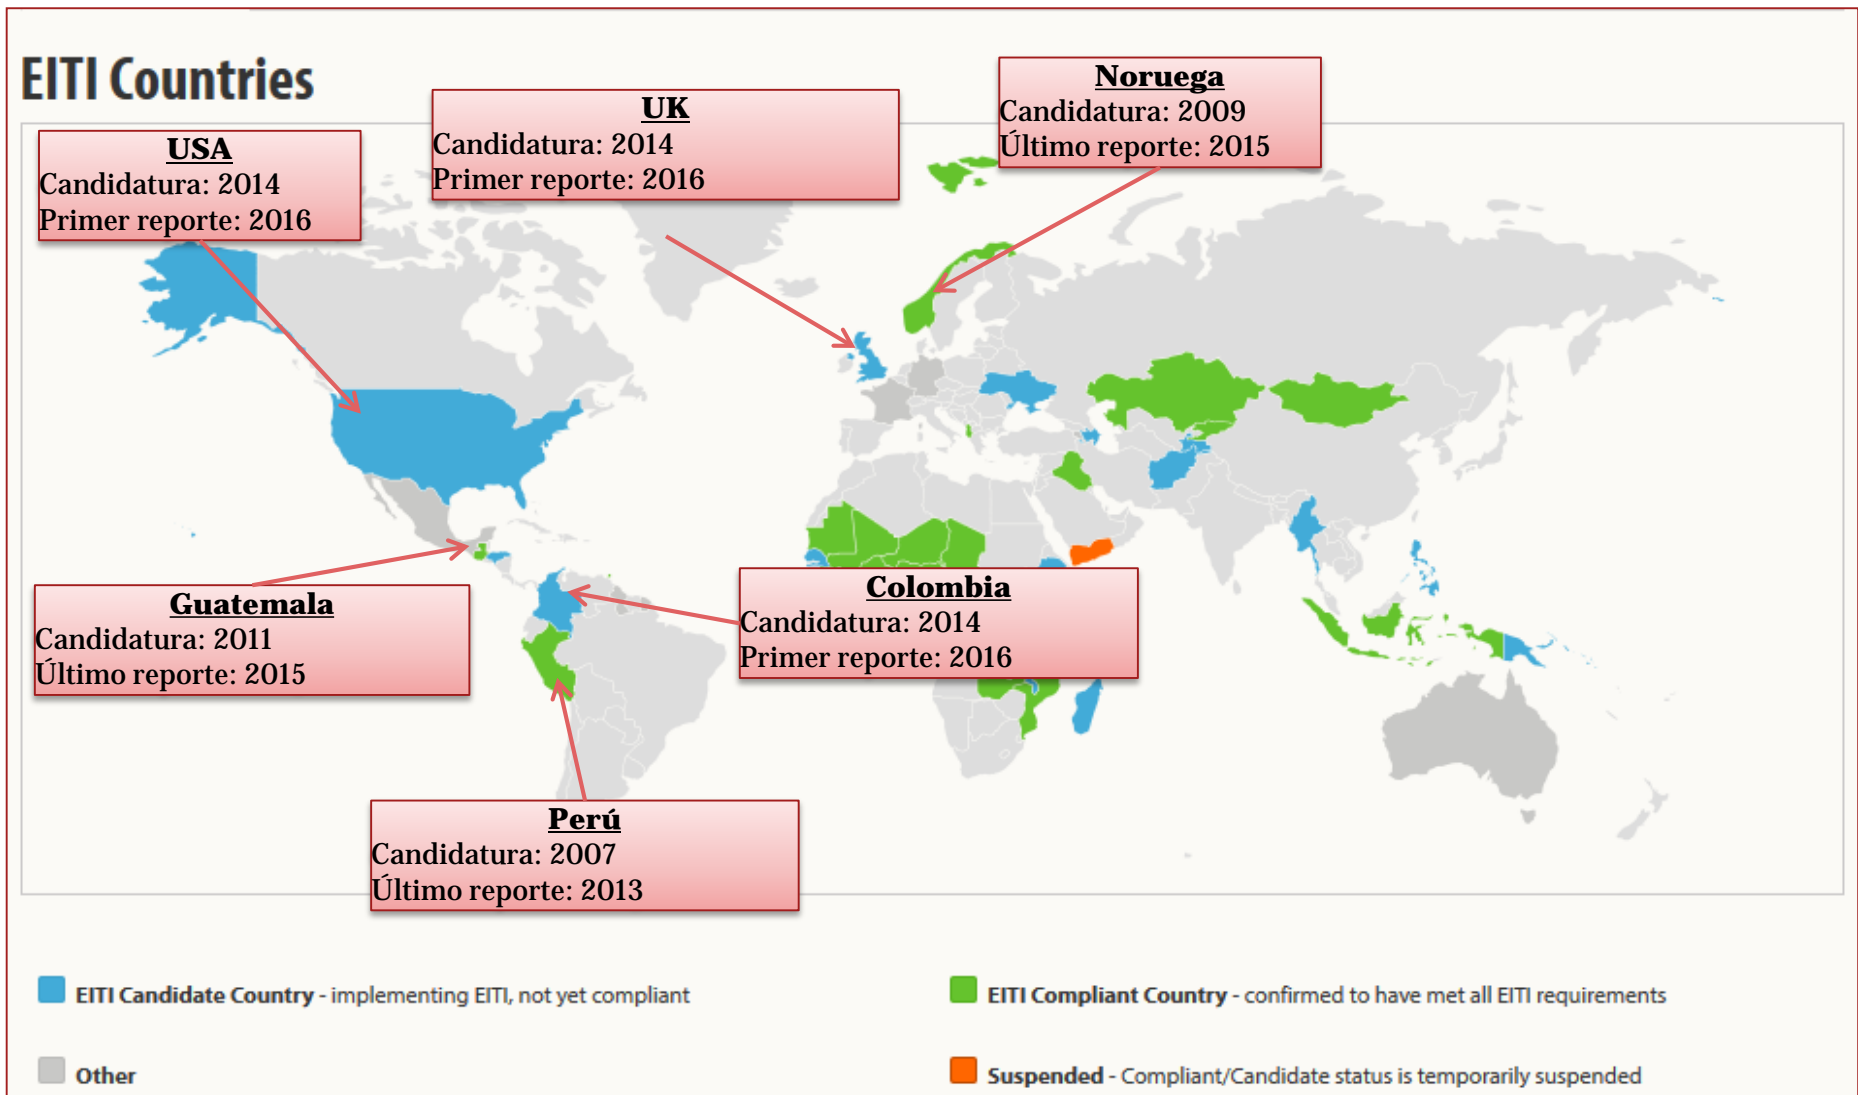 EITI Countries
USA
Candidatura: 2014
Primer reporte: 2016
UK
Candidatura: 2014
Primer reporte: 2016
Noruega
Candidatura: 2009
Último reporte: 2015
Guatemala
Candidatura: 2011
Último reporte: 2015
Colombia
Candidatura: 2014
Primer reporte: 2016
Perú
Candidatura: 2007
Último reporte: 2013
EITI Candidate Country - implementing EITI, not yet compliant
EITI Compliant Country - confirmed to have met all EITI requirements
Other
Suspended - Compliant/Candidate status is temporarily suspended